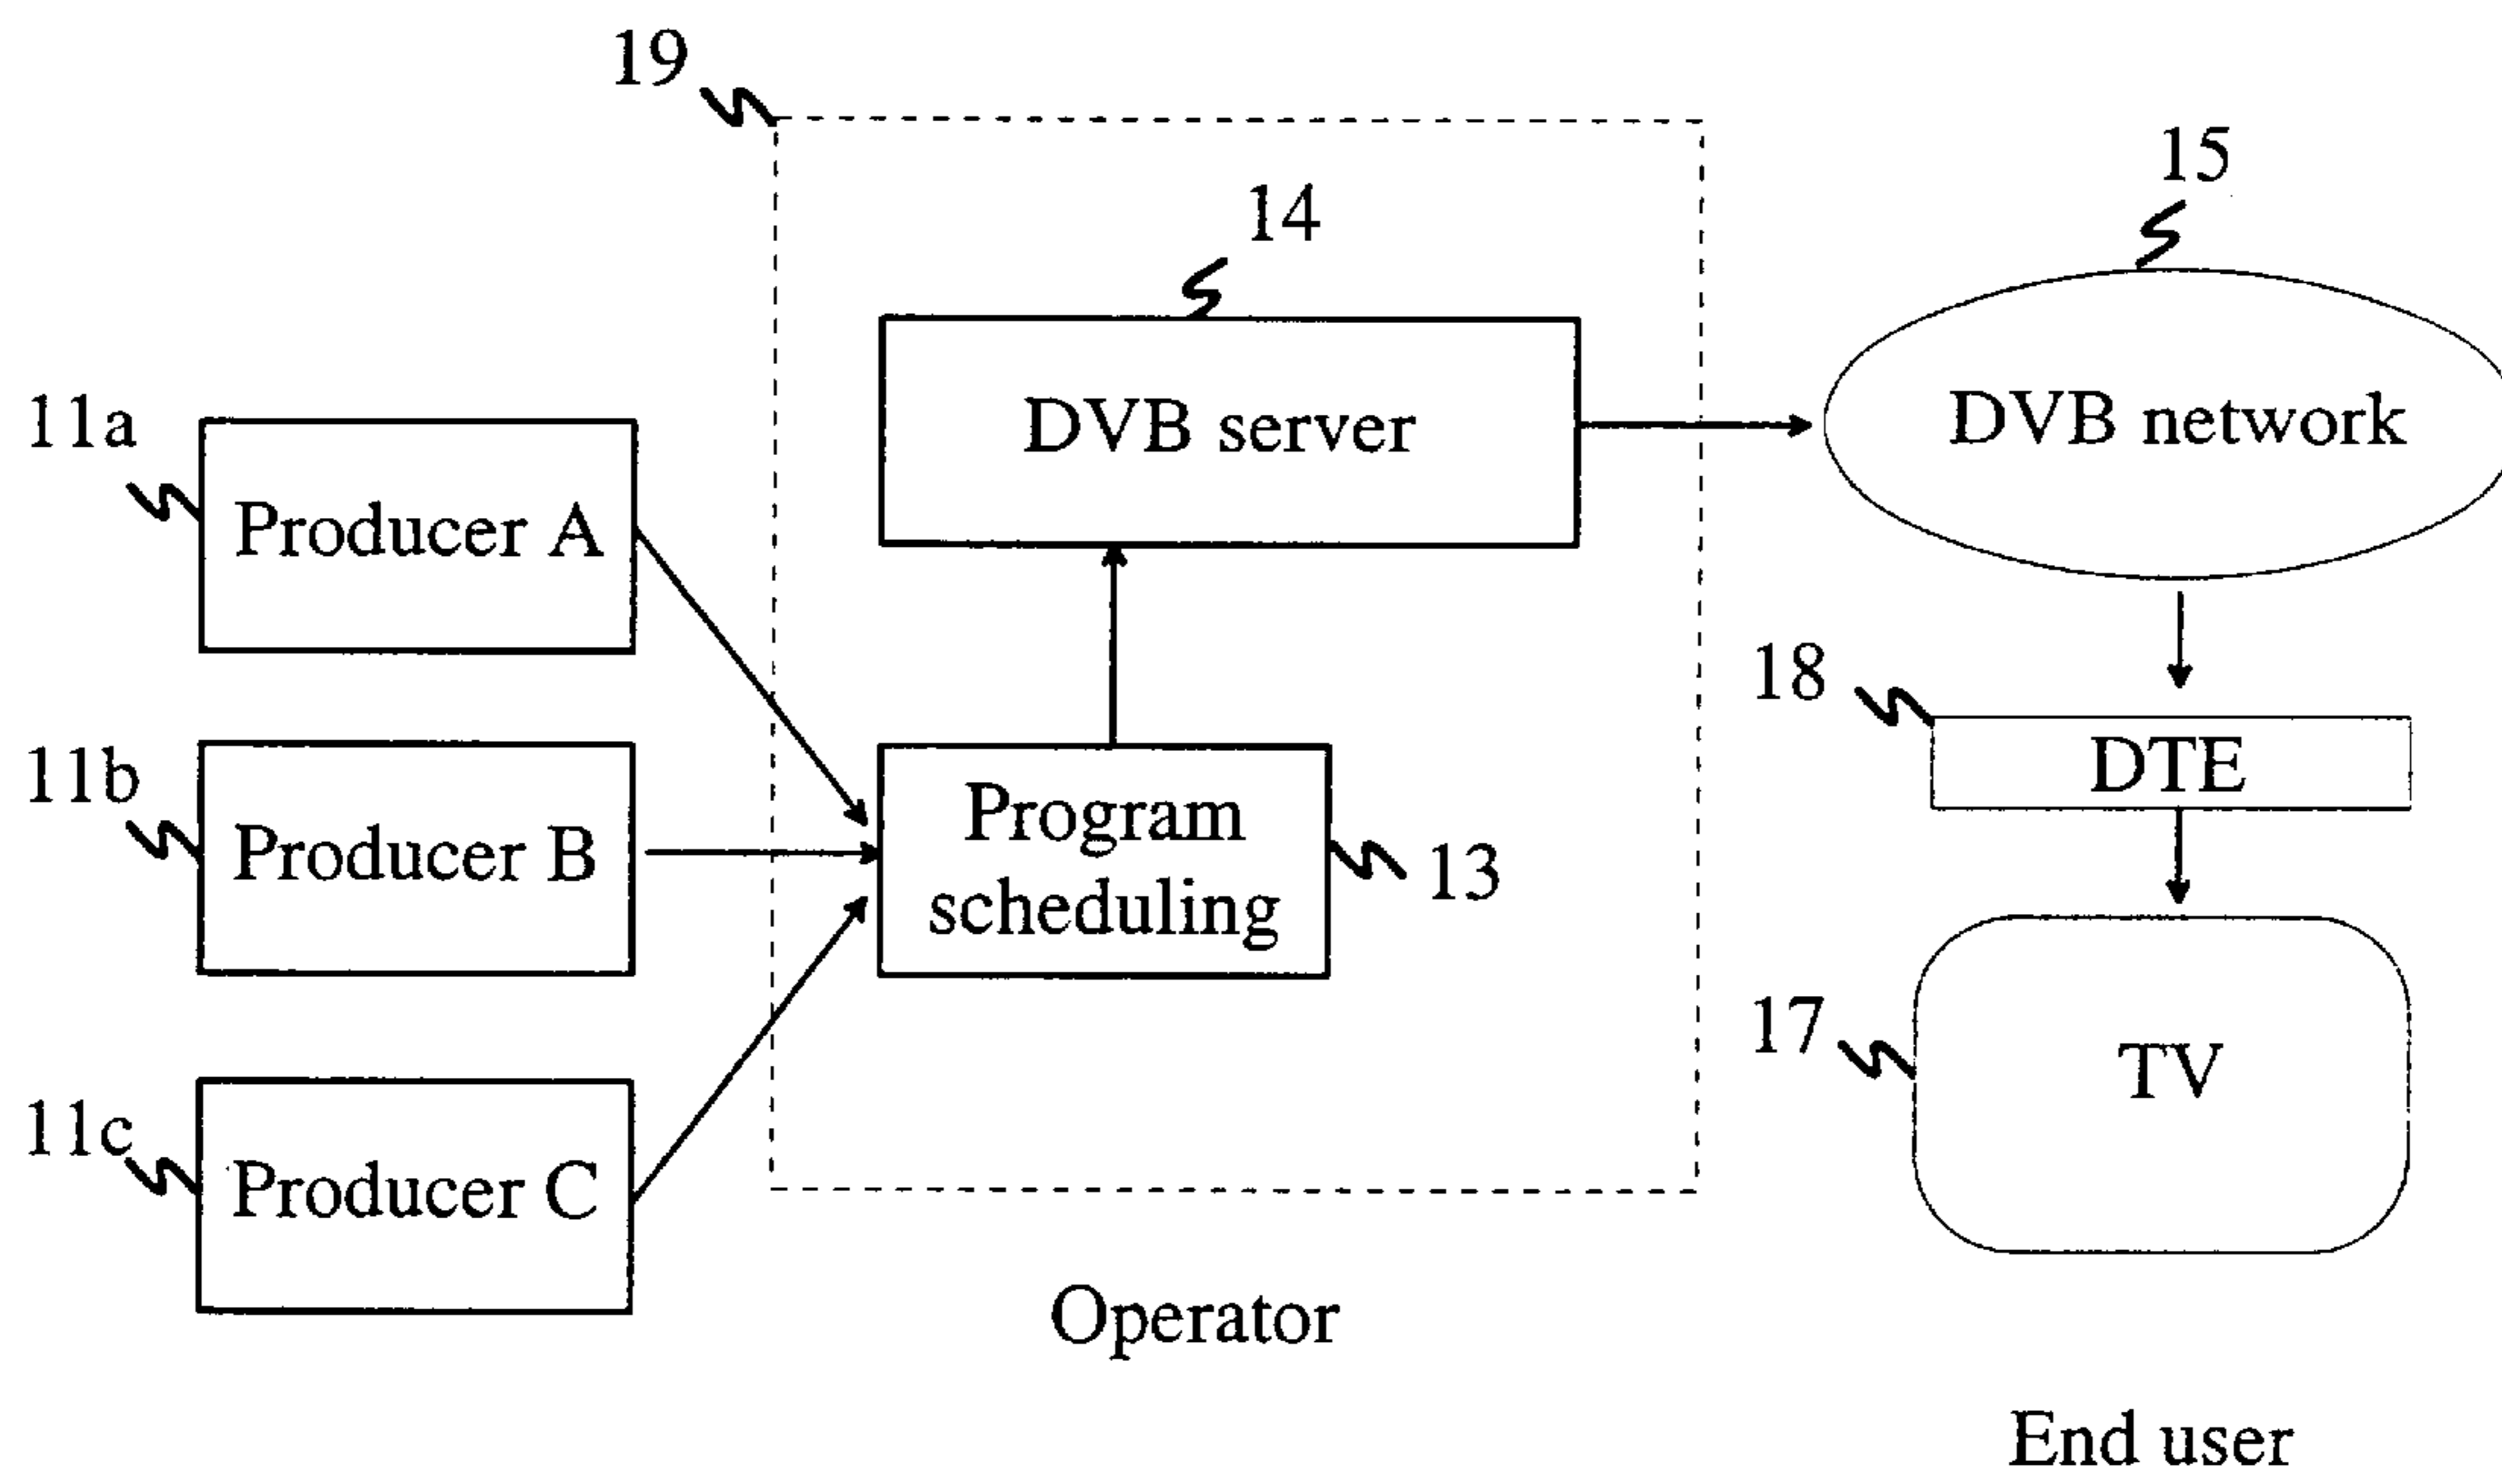 19
15
14
11a
Producer A
DVB server
DVB network
18
DTE
11b
Producer B
Program
scheduling
13
17
TV
11c
Producer C
Operator
End user